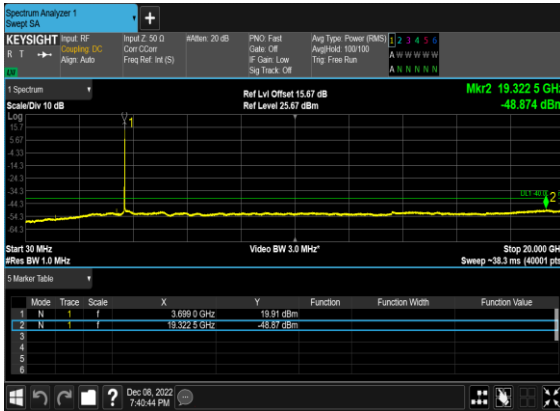 Spectrum Analyzer 1
Swept SA
+
KEYSIGHT Input: RF Input Z: 50 Ω #Atten: 20 dB PNO: Fast Avg Type: Power (RMS) 1 2 3 4 5 6
R T Coupling: DC Corr CCorr Gate: Off Avg|Hold: 100/100 A W W W W W
Align: Auto Freq Ref: Int (S) IF Gain: Low Trig: Free Run
Sig Track: Off A N N N N N
1 Spectrum
Scale/Div 10 dB Ref Lvl Offset 15.67 dB Mkr2 19.322 5 GHz
Ref Level 25.67 dBm -48.874 dBm
Log
15.7 1
5.67
-4.33
-14.3
-24.3
-34.3
-44.3 2
-54.3
-64.3
Start 30 MHz Video BW 3.0 MHz* Stop 20.000 GHz
#Res BW 1.0 MHz Sweep ~38.3 ms (40001 pts
5 Marker Table
Mode Trace Scale X Y Function Function Width Function Value
1 N 1 f 3.699 0 GHz 19.91 dBm
2 N 1 f 19.322 5 GHz -48.87 dBm
3
4
5
6
? Dec 08, 2022
7:40:44 PM